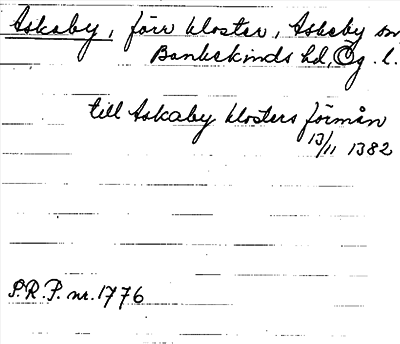 Askaby, förr kloster, Askeby sn
Bankekinds hd, Ög. l.
till Askaby klosters förmån
13/11 1382
S.R.P. nr. 1776